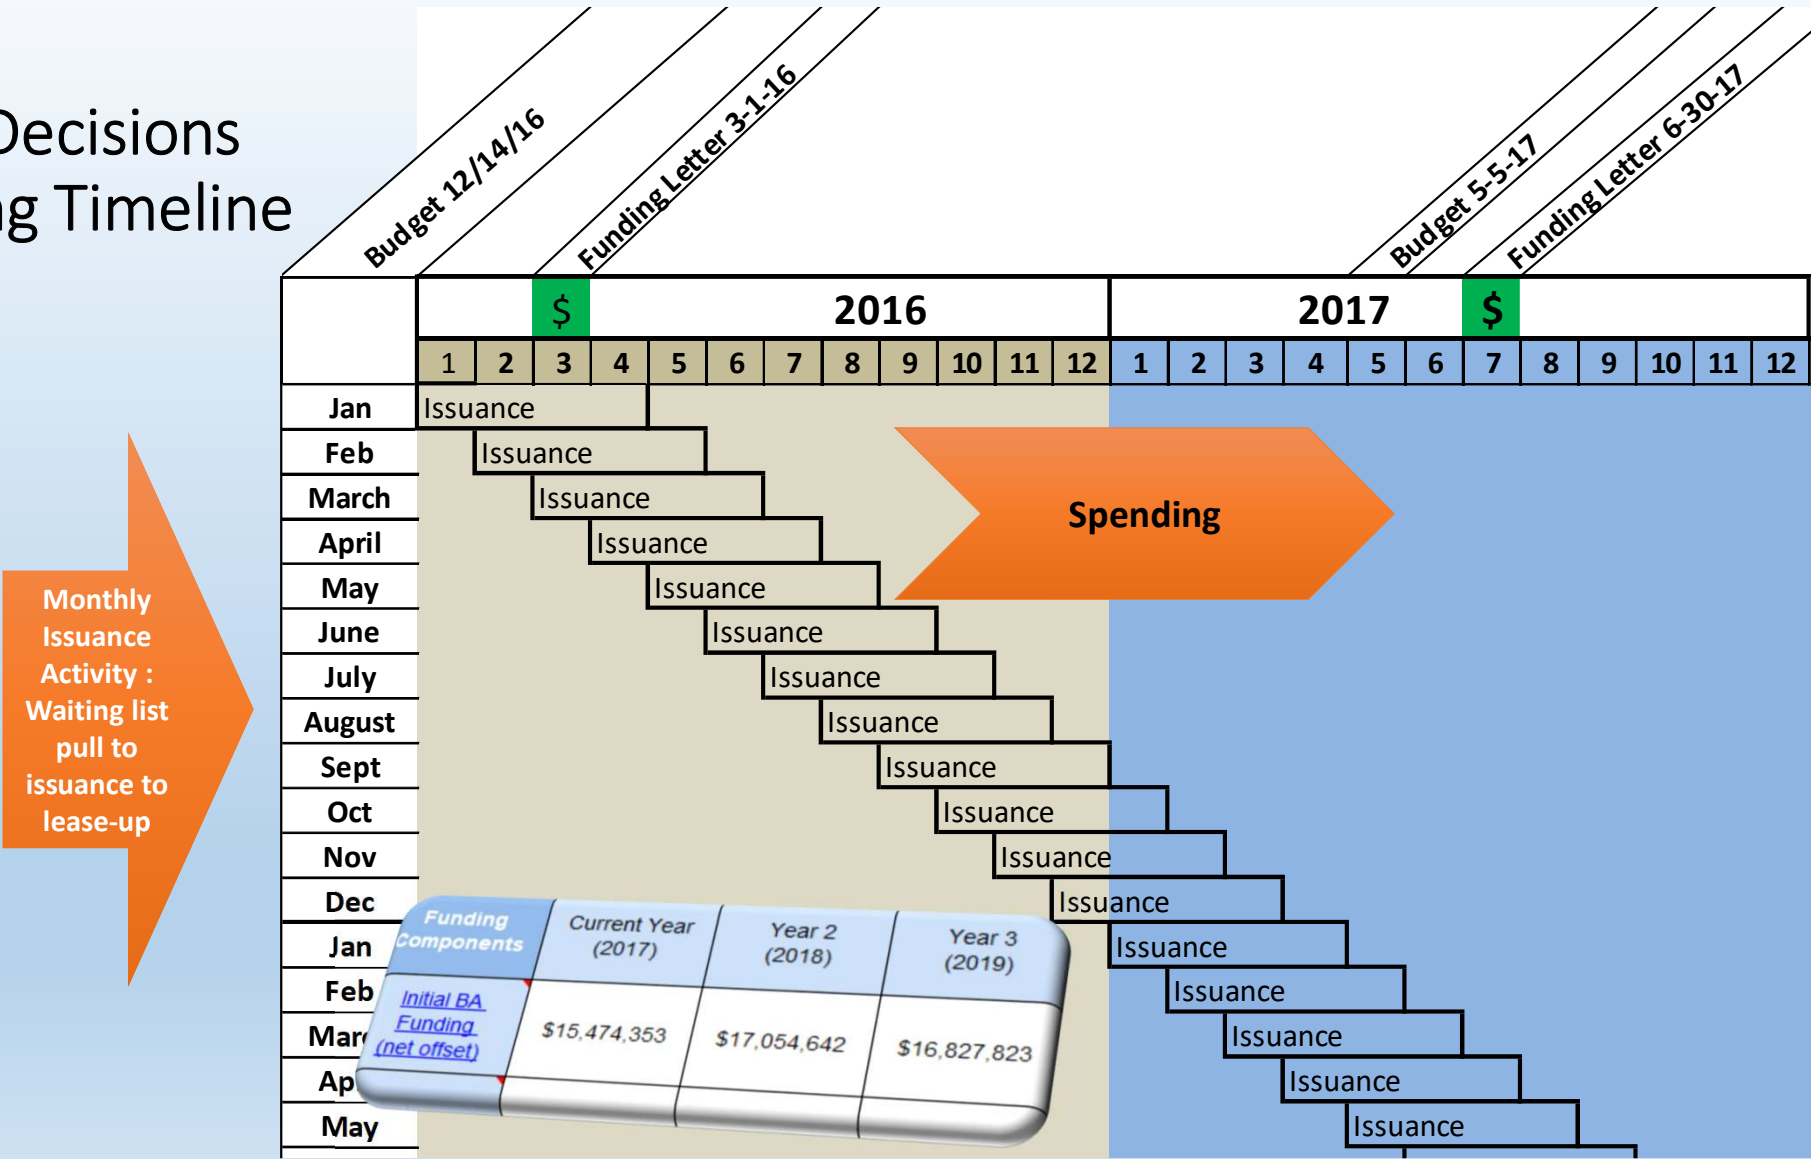 Decisions
ng Timeline
Budget 12/14/16
Funding Letter 3-1-16
Budget 5-5-17
Funding Letter 6-30-17
$ 2016 2017 $
1 2 3 4 5 6 7 8 9 10 11 12 1 2 3 4 5 6 7 8 9 10 11 12
Jan Issuance
Feb Issuance
March Issuance
April Issuance
May Issuance
June Issuance
July Issuance
August Issuance
Sept Issuance
Oct Issuance
Nov Issuance
Dec Issuance
Jan Issuance
Feb Issuance
Mar Issuance
Ap Issuance
May Issuance
Spending
Monthly
Issuance
Activity :
Waiting list
pull to
issuance to
lease-up
Funding
Components
Current Year
(2017)
Year 2
(2018)
Year 3
(2019)
Initial BA
Funding
(net offset)
$15,474,353
$17,054,642
$16,827,823